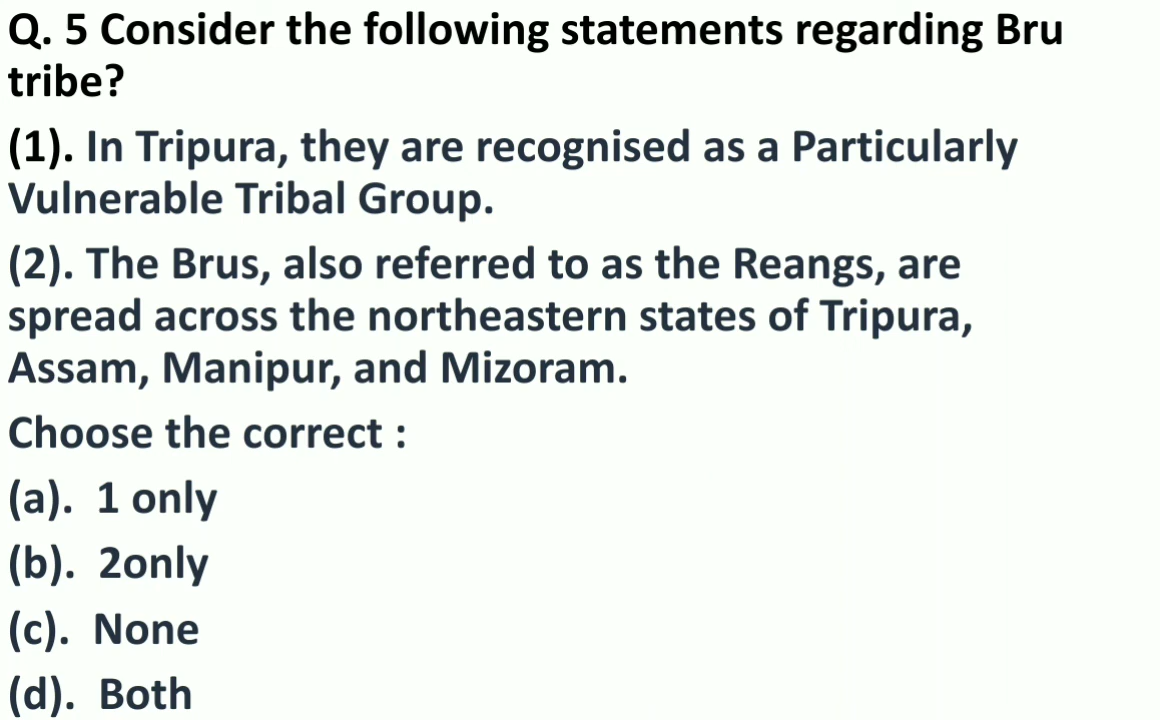 Q. 5 Consider the following statements regarding Bru
tribe?
(1). In Tripura, they are recognised as a Particularly
Vulnerable Tribal Group.
(2). The Brus, also referred to as the Reangs, are
spread across the northeastern states of Tripura,
Assam, Manipur, and Mizoram.
Choose the correct :
(a).  1 only
(b).  2only
(c).  None
(d).  Both